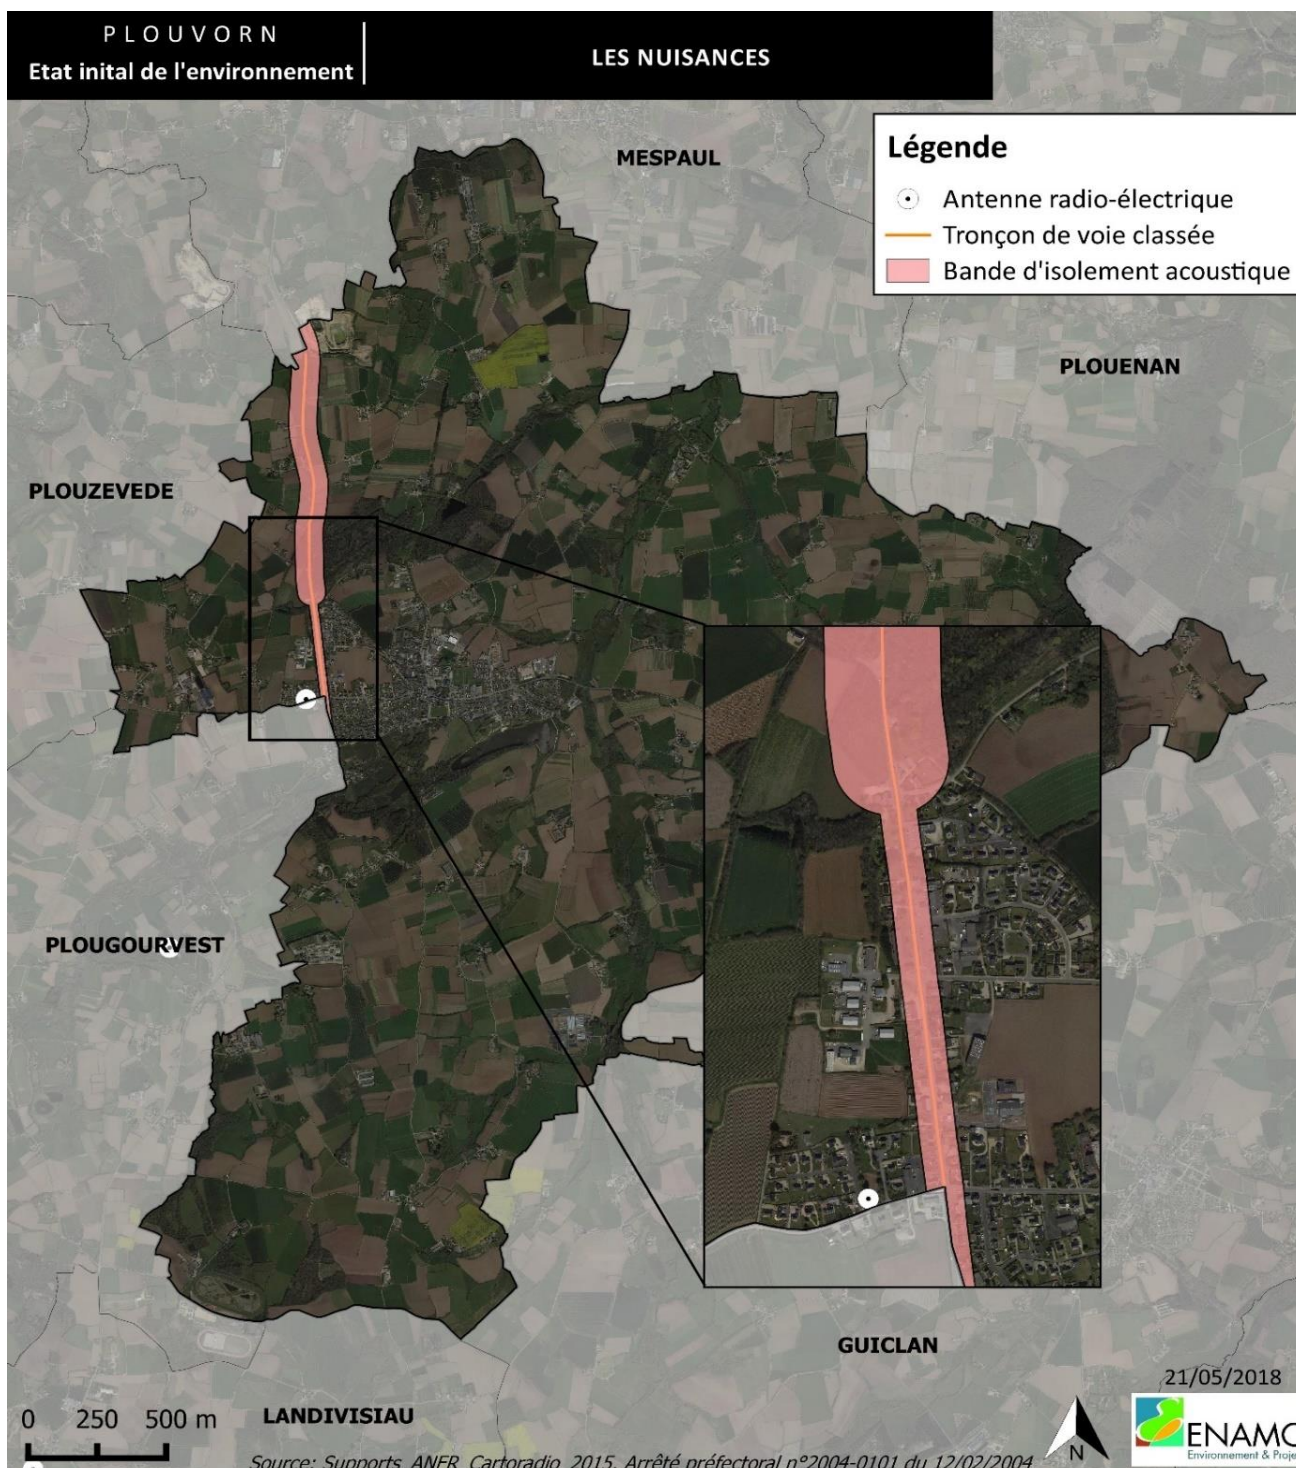 PLOUVORN
Etat inital de l'environnement
LES NUISANCES
Légende
Antenne radio-électrique
Tronçon de voie classée
Bande d'isolement acoustique
MESPAUL
PLOUENAN
PLOUZEVEDE
PLOUGOURVEST
GUICLAN
LANDIVISIAU
21/05/2018
0 250 500 m
N
ENAMO
Environnement & Proje
Source: Supports ANFR Cartoradio 2015, Arrêté préfectoral n°2004-0101 du 12/02/2004